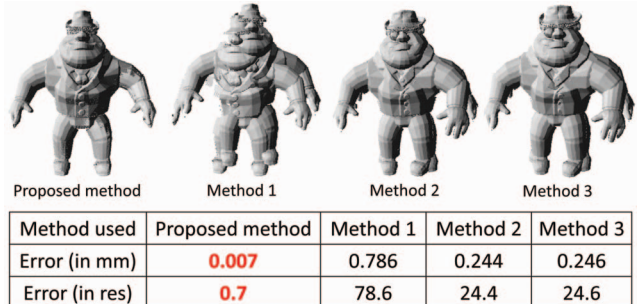 Proposed method Method 1 Method 2 Method 3
Method used Proposed method Method 1 Method 2 Method 3
Error (in mm) 0.007 0.786 0.244 0.246
Error (in res) 0.7 78.6 24.4 24.6